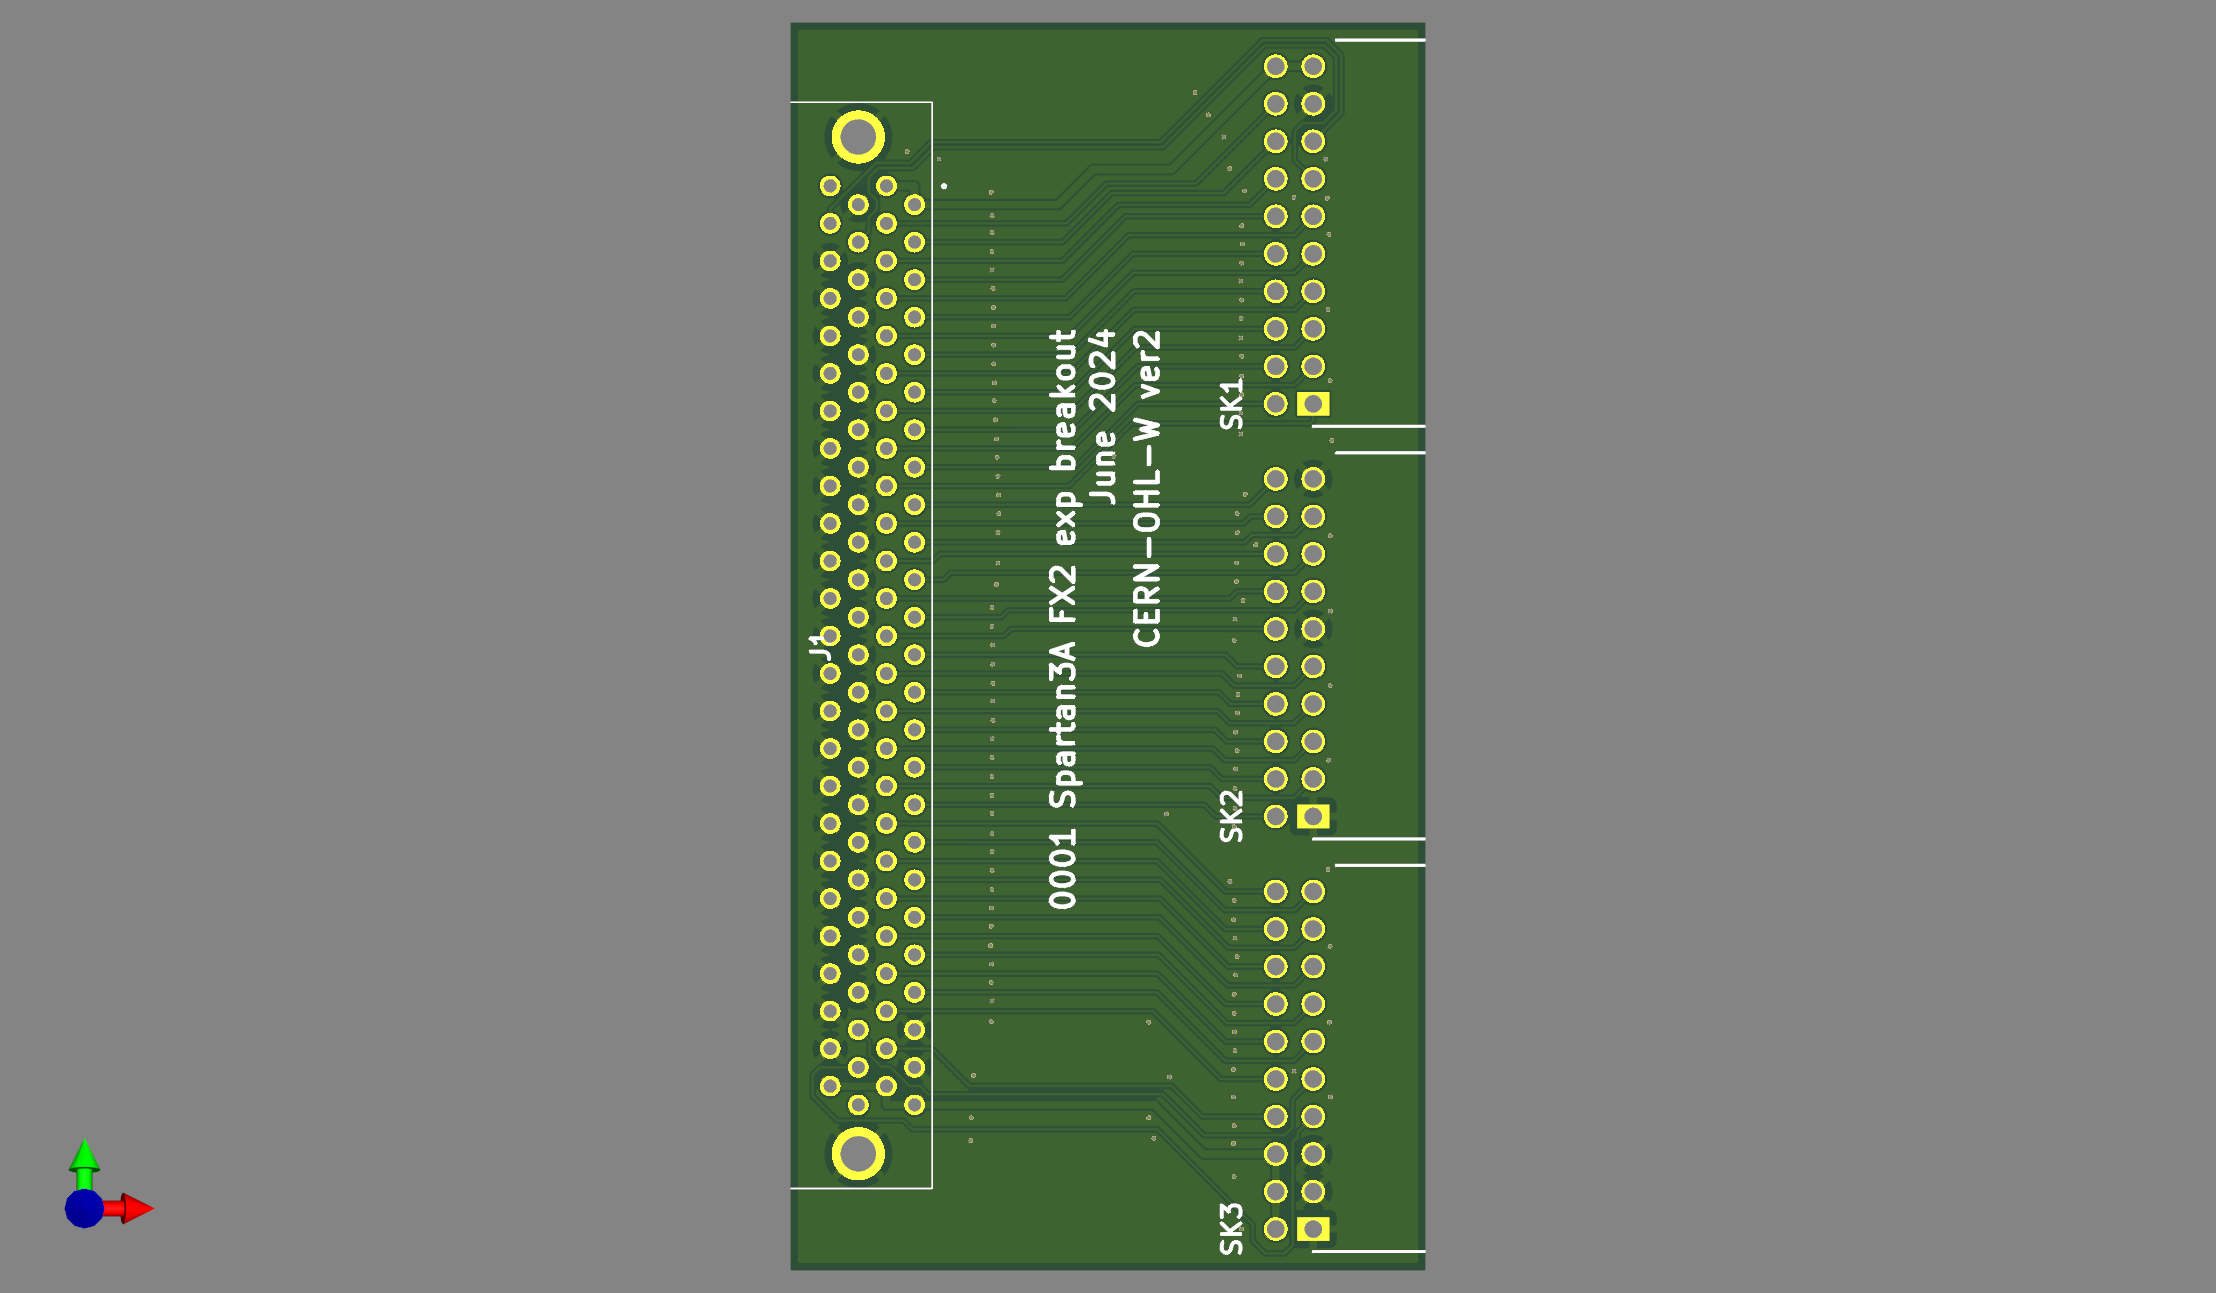 0001 Spartan3A FX2 exp breakout
June 2024
CERN-OHL-W ver2
J1
SK1
SK2
SK3